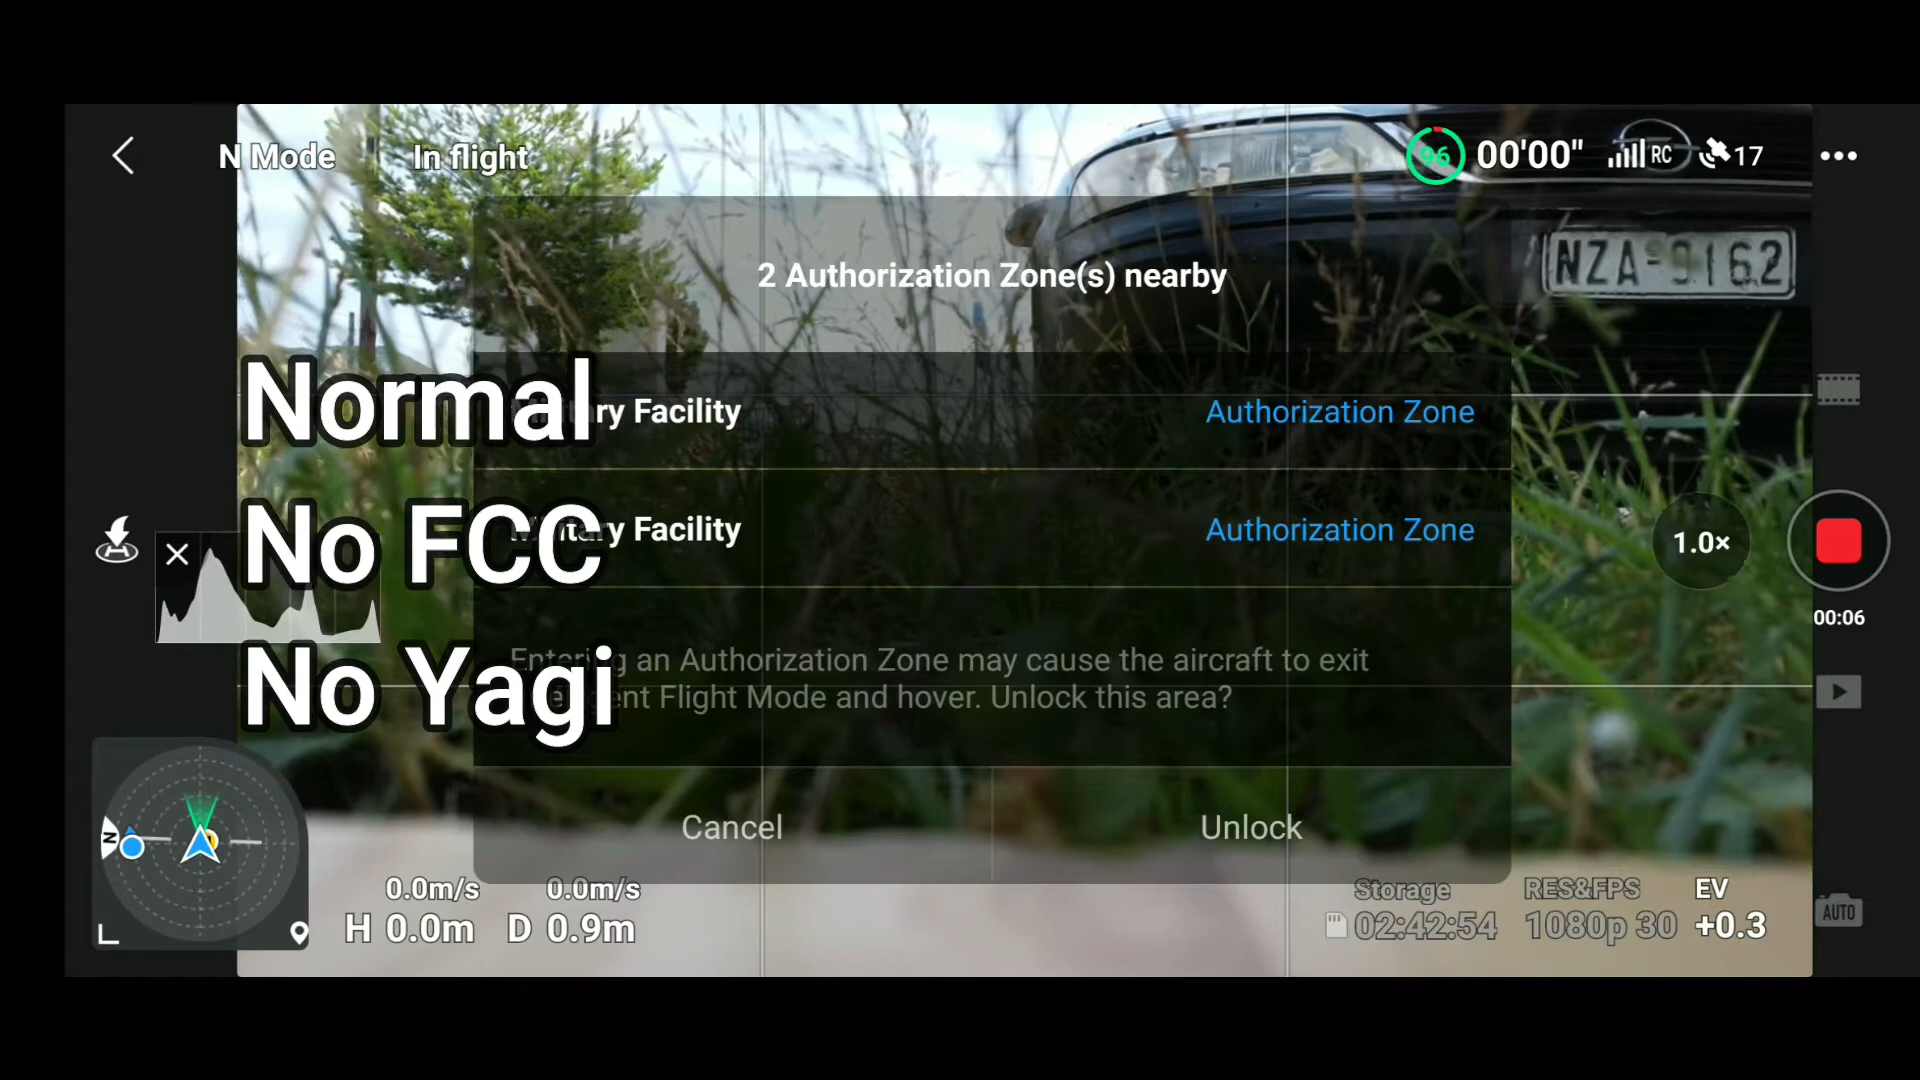 N Mode
In flight
96
00'00"
RC
17
2 Authorization Zone(s) nearby
NZA-9162
Normal
Facility
Authorization Zone
No FCC
Facility
Authorization Zone
1.0×
00:06
No Yagi
an Authorization Zone may cause the aircraft to exit
Flight Mode and hover. Unlock this area?
N
Cancel
Unlock
0.0m/s
0.0m/s
H 0.0m
D 0.9m
L
Storage
02:42:54
RES&FPS
1080p 30
EV
+0.3
AUTO